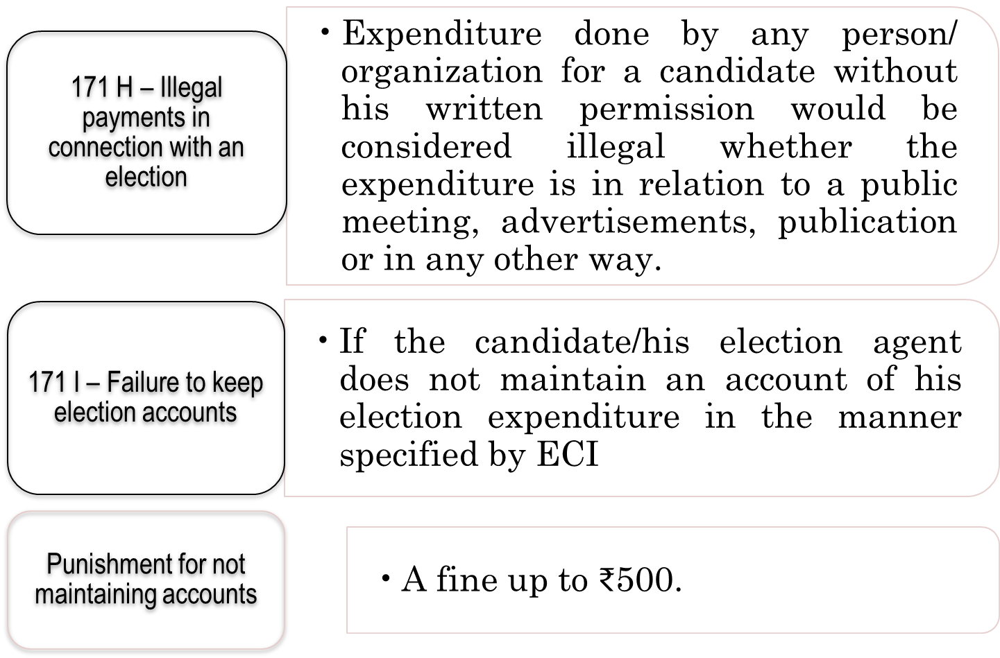 171 H – Illegal
payments in
connection with an
election
• Expenditure done by any person/
organization for a candidate without
his written permission would be
considered illegal whether the
expenditure is in relation to a public
meeting, advertisements, publication
or in any other way.
171 I – Failure to keep
election accounts
• If the candidate/his election agent
does not maintain an account of his
election expenditure in the manner
specified by ECI
Punishment for not
maintaining accounts
• A fine up to ₹500.